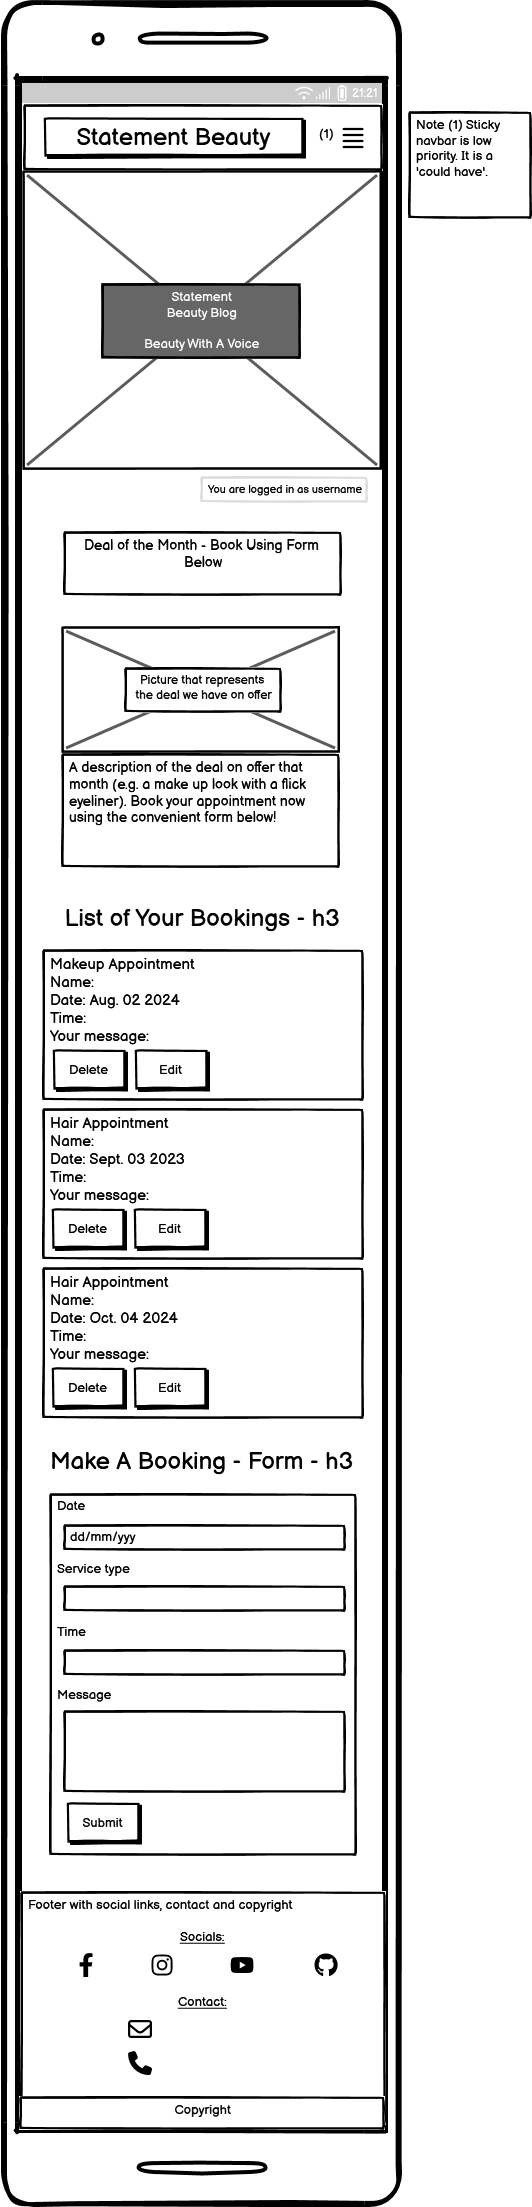 21:21
Statement Beauty
(1)
Note (1) Sticky
navbar is low
priority. It is a
'could have'.
Statement
Beauty Blog
Beauty With A Voice
You are logged in as username
Deal of the Month - Book Using Form
Below
Picture that represents
the deal we have on offer
A description of the deal on offer that
month (e.g. a make up look with a flick
eyeliner). Book your appointment now
using the convenient form below!
List of Your Bookings - h3
Makeup Appointment
Name:
Date: Aug. 02 2024
Time:
Your message:
Delete
Edit
Hair Appointment
Name:
Date: Sept. 03 2023
Time:
Your message:
Delete
Edit
Hair Appointment
Name:
Date: Oct. 04 2024
Time:
Your message:
Delete
Edit
Make A Booking - Form - h3
Date
dd/mm/yyy
Service type
Time
Message
Submit
Footer with social links, contact and copyright
Socials:
Contact:
Copyright